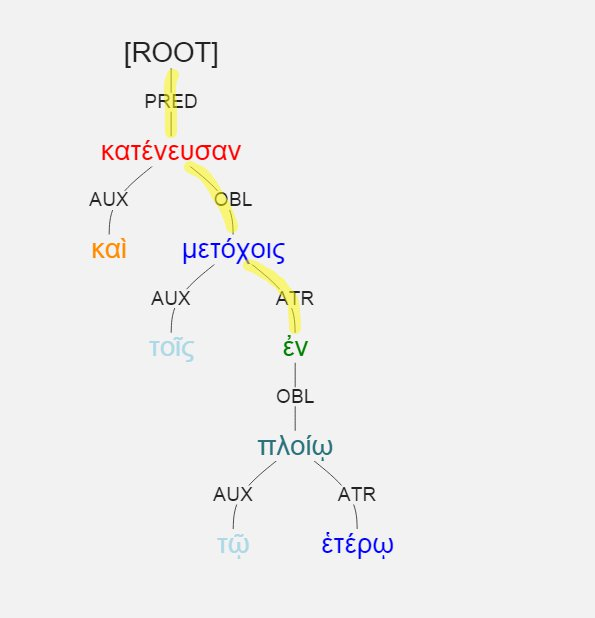 [ROOT]
PRED
κατένευσαν
AUX OBL
καὶ μετόχοις
AUX ATR
τοῖς ἐν
OBL
πλοίῳ
AUX ATR
τῷ ἑτέρῳ